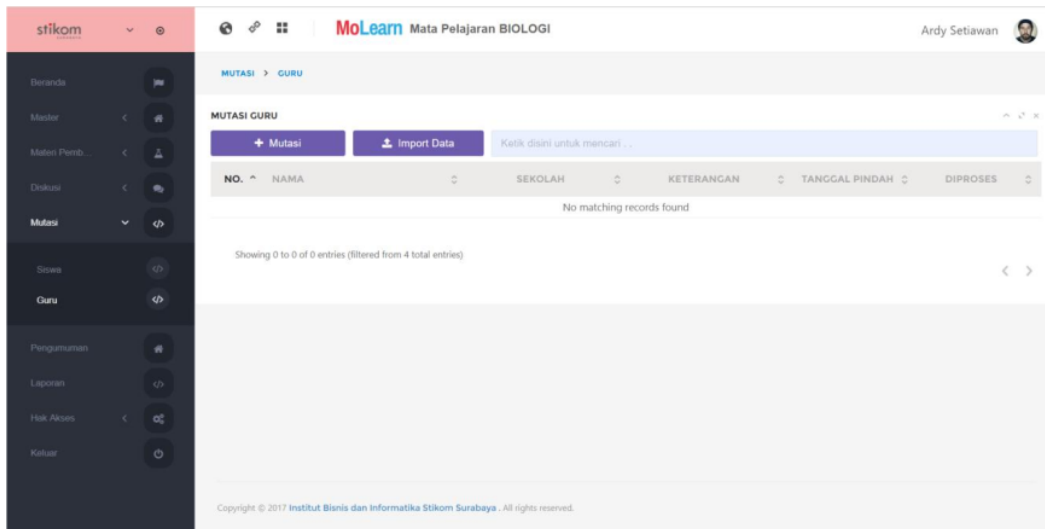 stikom
SURABAYA
MoLearn Mata Pelajaran BIOLOGI
Ardy Setiawan
Beranda
Master
Materi Pemb...
Diskusi
Mutasi
Siswa
Guru
Pengumuman
Laporan
Hak Akses
Keluar
MUTASI > GURU
MUTASI GURU
+ Mutasi
Import Data
Ketik disini untuk mencari ...
NO. NAMA SEKOLAH KETERANGAN TANGGAL PINDAH DIPROSES
No matching records found
Showing 0 to 0 of 0 entries (filtered from 4 total entries)
Copyright © 2017 Institut Bisnis dan Informatika Stikom Surabaya . All rights reserved.